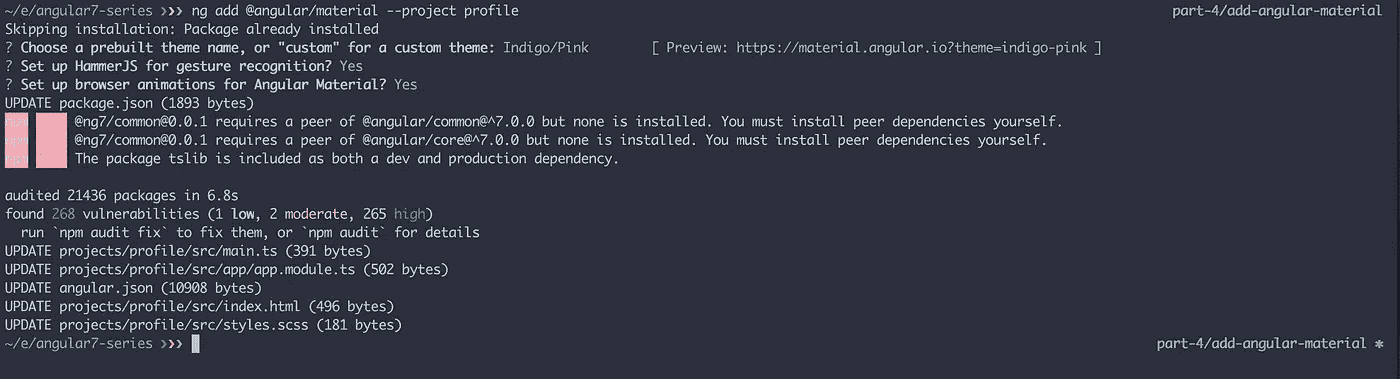 ~/e/angular7-series ❯❯❯ ng add @angular/material --project profile part-4/add-angular-material
Skipping installation: Package already installed
? Choose a prebuilt theme name, or "custom" for a custom theme: Indigo/Pink [ Preview: https://material.angular.io?theme=indigo-pink ]
? Set up HammerJS for gesture recognition? Yes
? Set up browser animations for Angular Material? Yes
UPDATE package.json (1893 bytes)
@ng7/common@0.0.1 requires a peer of @angular/common@^7.0.0 but none is installed. You must install peer dependencies yourself.
@ng7/common@0.0.1 requires a peer of @angular/core@^7.0.0 but none is installed. You must install peer dependencies yourself.
The package tslib is included as both a dev and production dependency.
audited 21436 packages in 6.8s
found 268 vulnerabilities (1 low, 2 moderate, 265 high)
run `npm audit fix` to fix them, or `npm audit` for details
UPDATE projects/profile/src/main.ts (391 bytes)
UPDATE projects/profile/src/app/app.module.ts (502 bytes)
UPDATE angular.json (10908 bytes)
UPDATE projects/profile/src/index.html (496 bytes)
UPDATE projects/profile/src/styles.scss (181 bytes)
~/e/angular7-series ❯❯❯ part-4/add-angular-material ✱